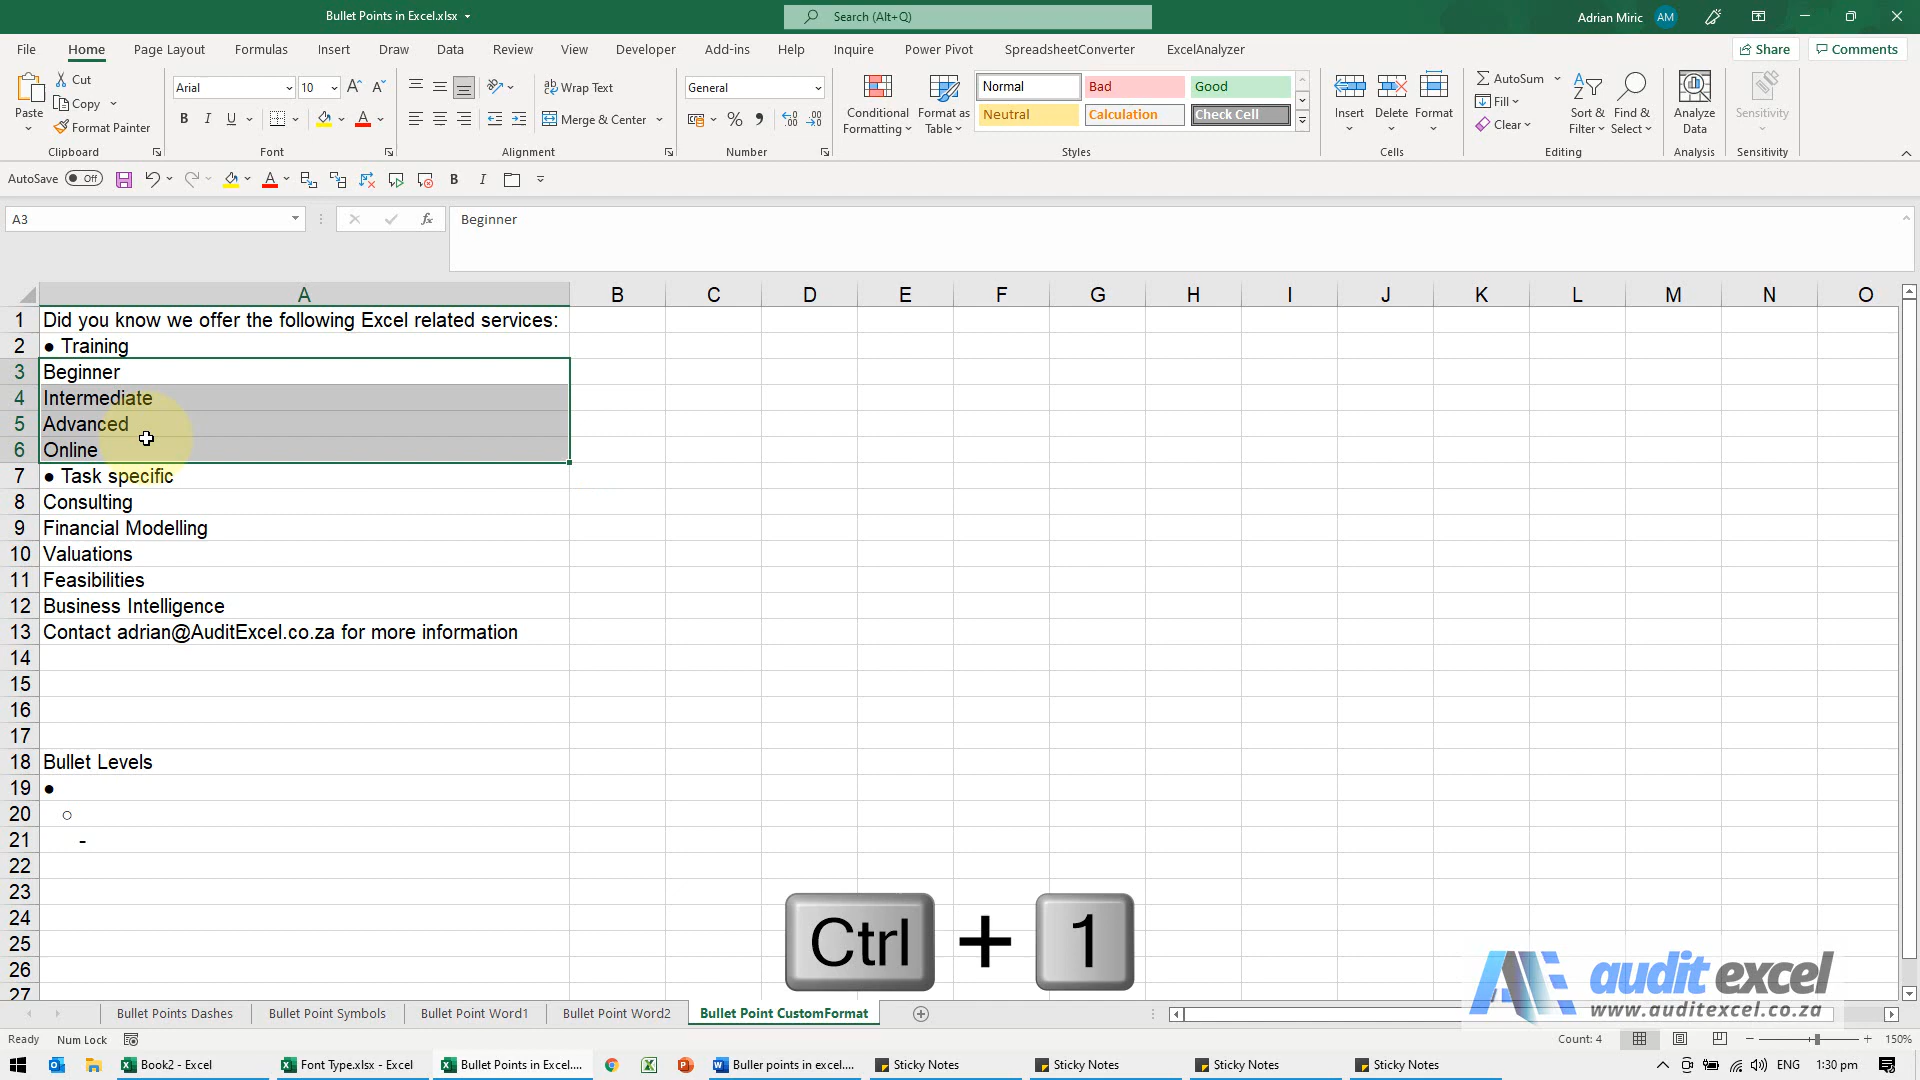 Bullet Points in Excel.xlsx
Search (Alt+Q)
Adrian Miric
AM
File Home Page Layout Formulas Insert Draw Data Review View Developer Add-ins Help Inquire Power Pivot SpreadsheetConverter ExcelAnalyzer
Share Comments
Paste
Cut
Copy
Format Painter
Clipboard
Arial 10
A A
B I U A
Font
Wrap Text
Merge & Center
Alignment
General
% 9
Number
Conditional Formatting
Format as Table
Normal Bad Good
Neutral Calculation Check Cell
Styles
Insert Delete Format
Cells
AutoSum
Fill
Clear
Sort & Filter
Find & Select
Editing
Analyze Data
Analysis
Sensitivity
Sensitivity
AutoSave Off
A B I
A3
fx
Beginner
A B C D E F G H I J K L M N O
1 Did you know we offer the following Excel related services:
2 ● Training
3 Beginner
4 Intermediate
5 Advanced
6 Online
7 ● Task specific
8 Consulting
9 Financial Modelling
10 Valuations
11 Feasibilities
12 Business Intelligence
13 Contact adrian@AuditExcel.co.za for more information
14
15
16
17
18 Bullet Levels
19 ●
20 ○
21 -
22
23
24
25
26
27
Ctrl + 1
audit excel
www.auditexcel.co.za
Bullet Points Dashes Bullet Point Symbols Bullet Point Word1 Bullet Point Word2 Bullet Point CustomFormat
Ready Num Lock
Count: 4
150%
Book2 - Excel
Font Type.xlsx - Excel
Bullet Points in Excel....
Buller points in excel....
Sticky Notes
Sticky Notes
Sticky Notes
Sticky Notes
ENG 1:30 pm